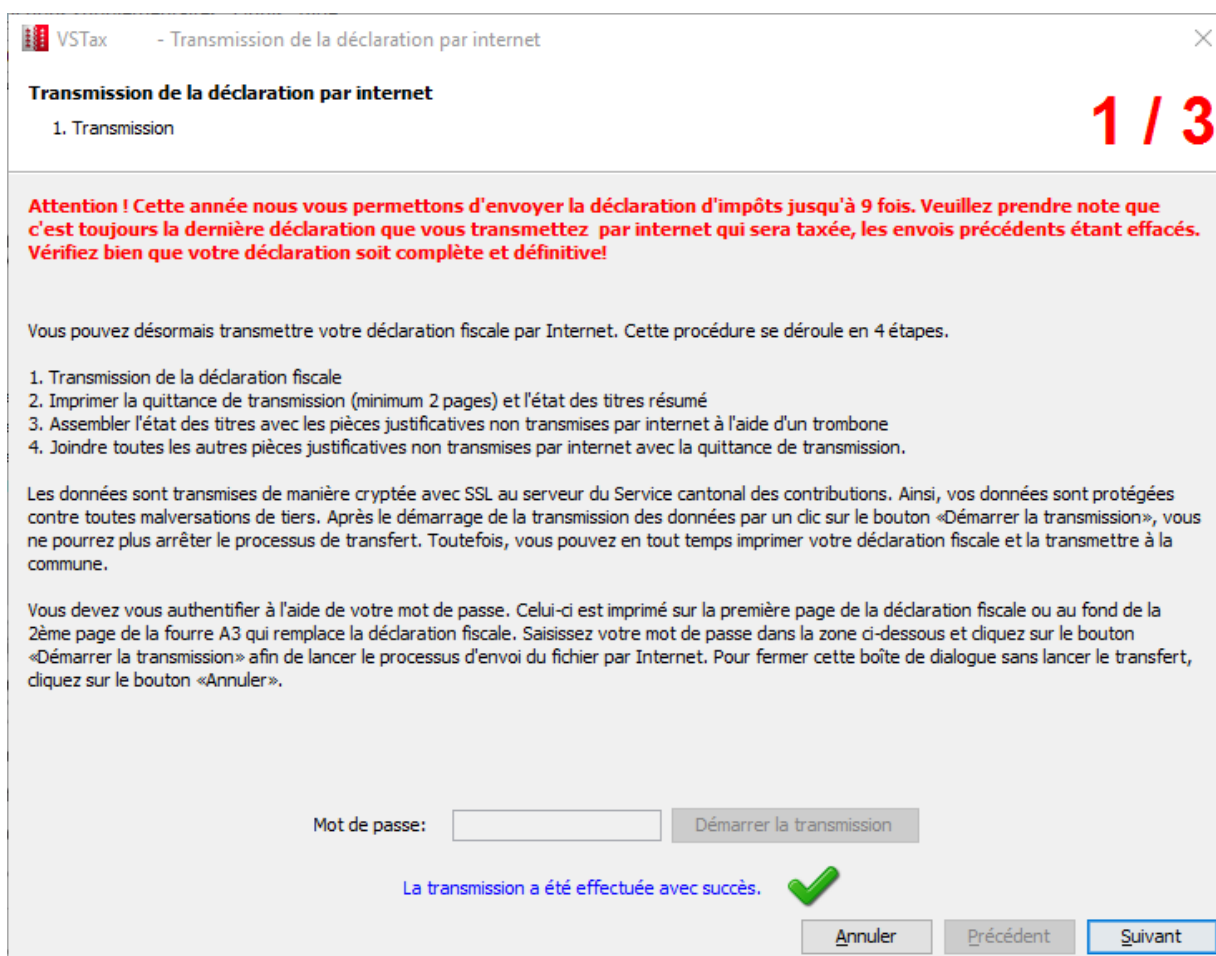 VSTax - Transmission de la déclaration par internet
Transmission de la déclaration par internet
1. Transmission
1 / 3
Attention ! Cette année nous vous permettons d'envoyer la déclaration d'impôts jusqu'à 9 fois. Veuillez prendre note que
c'est toujours la dernière déclaration que vous transmettez par internet qui sera taxée, les envois précédents étant effacés.
Vérifiez bien que votre déclaration soit complète et définitive!
Vous pouvez désormais transmettre votre déclaration fiscale par Internet. Cette procédure se déroule en 4 étapes.
1. Transmission de la déclaration fiscale
2. Imprimer la quittance de transmission (minimum 2 pages) et l'état des titres résumé
3. Assembler l'état des titres avec les pièces justificatives non transmises par internet à l'aide d'un trombone
4. Joindre toutes les autres pièces justificatives non transmises par internet avec la quittance de transmission.
Les données sont transmises de manière cryptée avec SSL au serveur du Service cantonal des contributions. Ainsi, vos données sont protégées
contre toutes malversations de tiers. Après le démarrage de la transmission des données par un clic sur le bouton «Démarrer la transmission», vous
ne pourrez plus arrêter le processus de transfert. Toutefois, vous pouvez en tout temps imprimer votre déclaration fiscale et la transmettre à la
commune.
Vous devez vous authentifier à l'aide de votre mot de passe. Celui-ci est imprimé sur la première page de la déclaration fiscale ou au fond de la
2ème page de la fourre A3 qui remplace la déclaration fiscale. Saisissez votre mot de passe dans la zone ci-dessous et cliquez sur le bouton
«Démarrer la transmission» afin de lancer le processus d'envoi du fichier par Internet. Pour fermer cette boîte de dialogue sans lancer le transfert,
cliquez sur le bouton «Annuler».
Mot de passe: Démarrer la transmission
La transmission a été effectuée avec succès.
Annuler Précédent Suivant